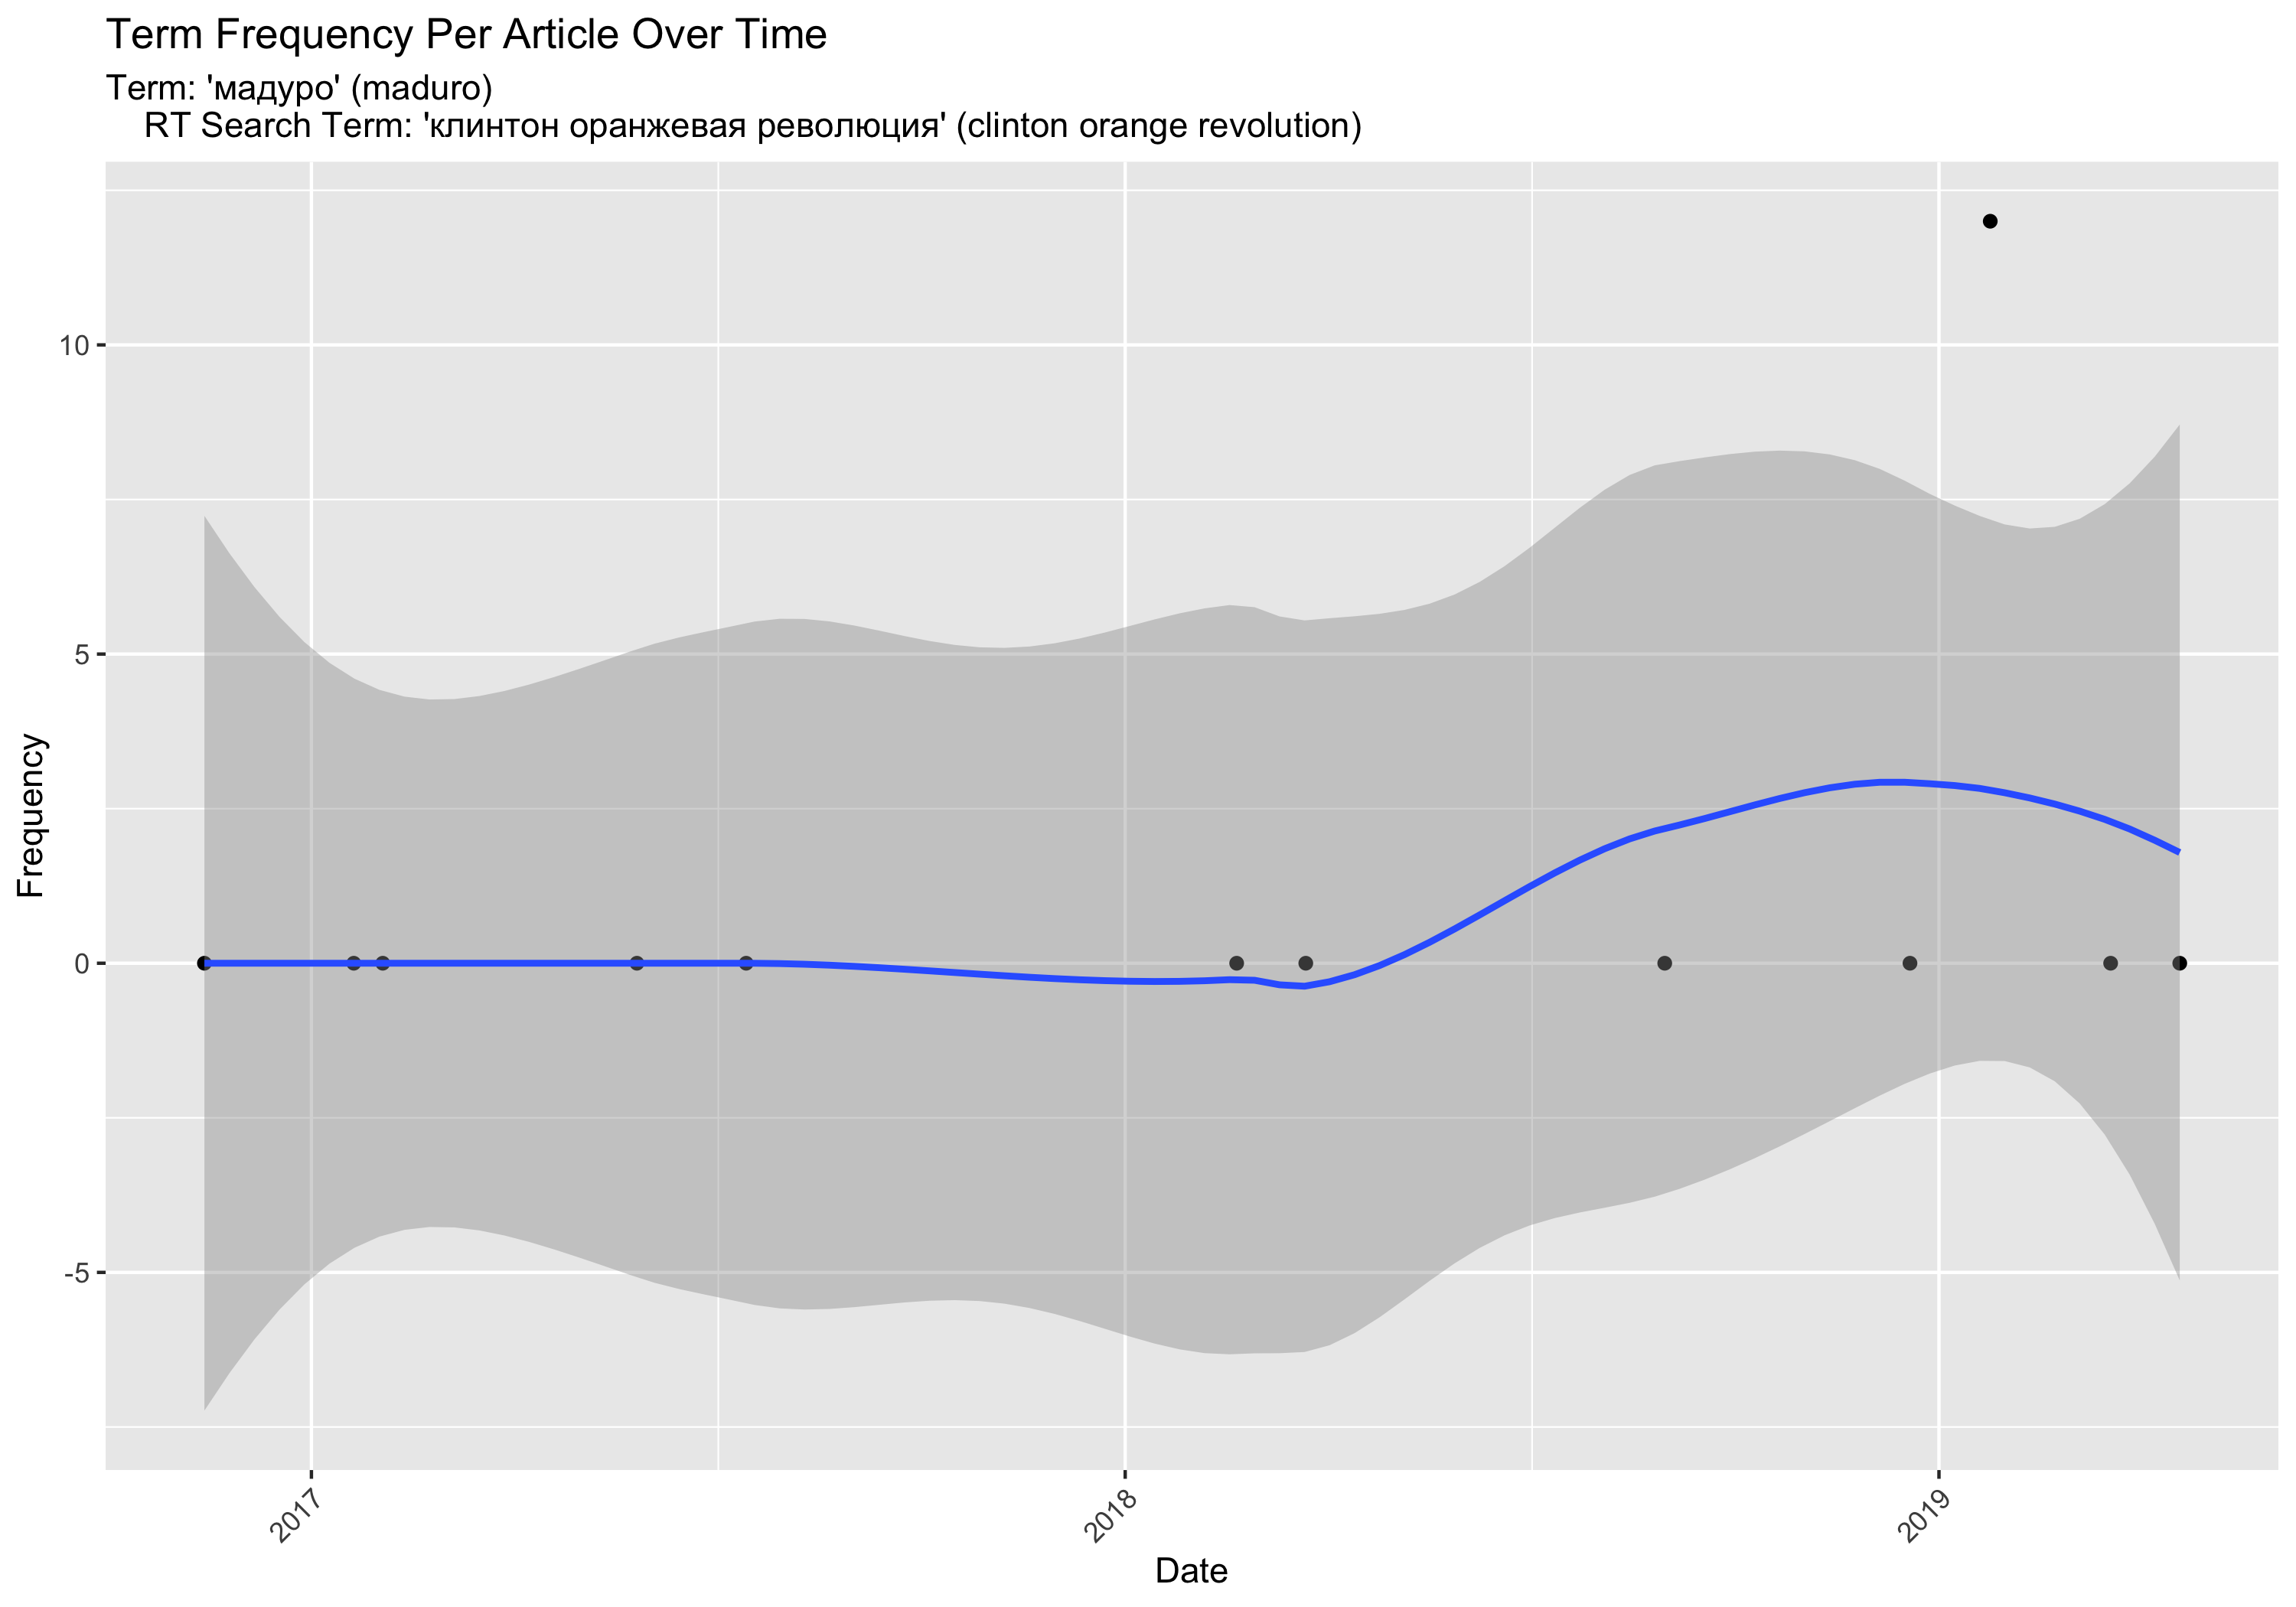 Term Frequency Per Article Over Time
Term: 'мадуро' (maduro)
RT Search Term: 'клинтон оранжевая революция' (clinton orange revolution)
10
5
0
-5
Frequency
2017
2018
2019
Date